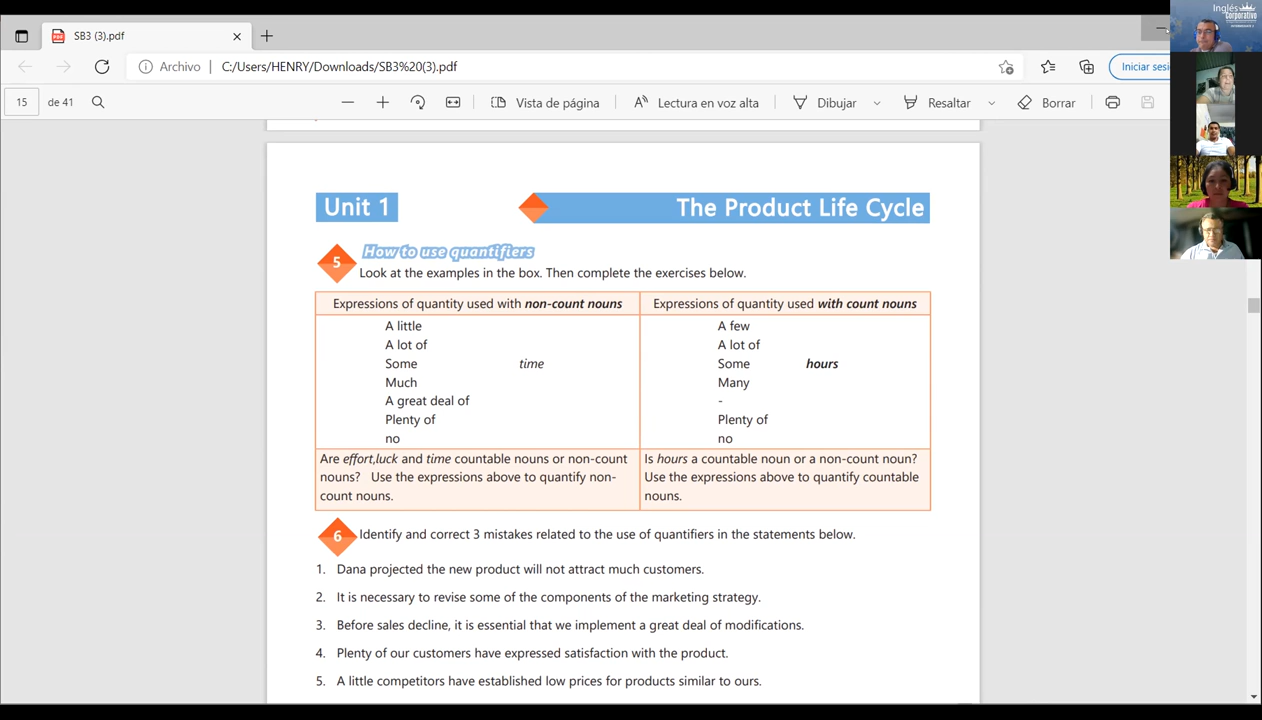 SB3 (3).pdf
Archivo
C:/Users/HENRY/Downloads/SB3%20(3).pdf
Iniciar sesi
15 de 41
Vista de página
Lectura en voz alta
Dibujar
Resaltar
Borrar
Inglés
Corporativo
Unit 1
The Product Life Cycle
5
How to use quantifiers
Look at the examples in the box. Then complete the exercises below.
Expressions of quantity used with non-count nouns
Expressions of quantity used with count nouns
A little
A lot of
Some time
Much
A great deal of
Plenty of
no
A few
A lot of
Some hours
Many
-
Plenty of
no
Are effort,luck and time countable nouns or non-count
nouns? Use the expressions above to quantify non-
count nouns.
Is hours a countable noun or a non-count noun?
Use the expressions above to quantify countable
nouns.
6
Identify and correct 3 mistakes related to the use of quantifiers in the statements below.
1. Dana projected the new product will not attract much customers.
2. It is necessary to revise some of the components of the marketing strategy.
3. Before sales decline, it is essential that we implement a great deal of modifications.
4. Plenty of our customers have expressed satisfaction with the product.
5. A little competitors have established low prices for products similar to ours.